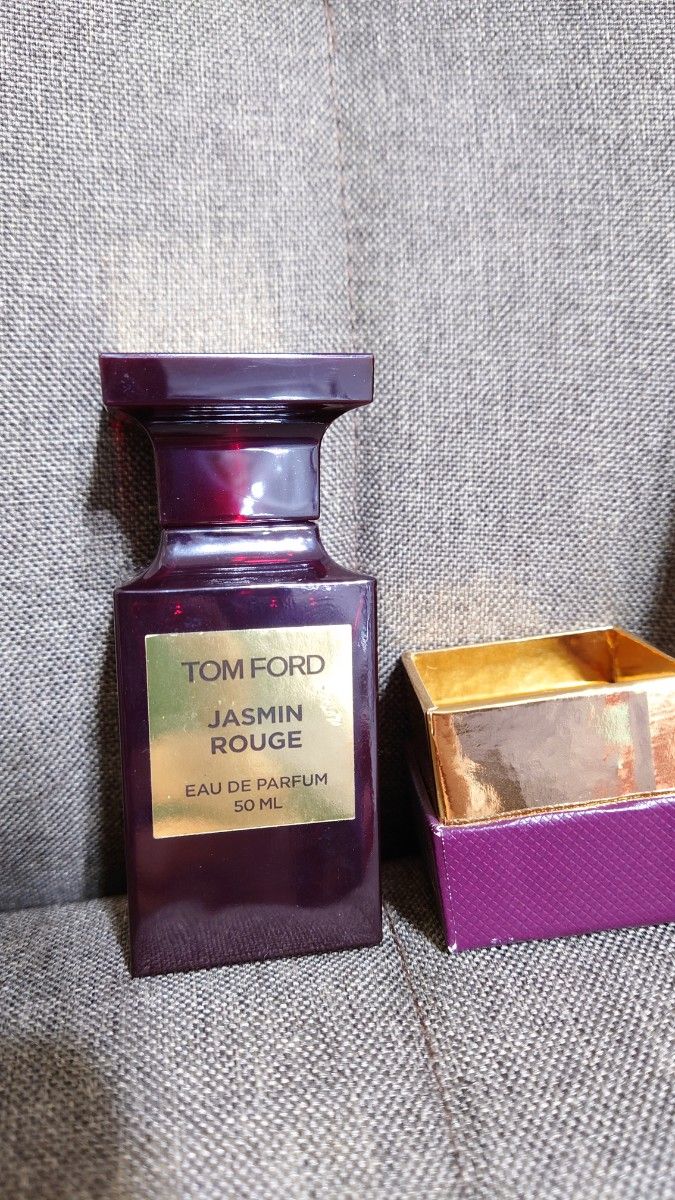 TOM FORD
JASMIN
ROUGE
EAU DE PARFUM
50 ML